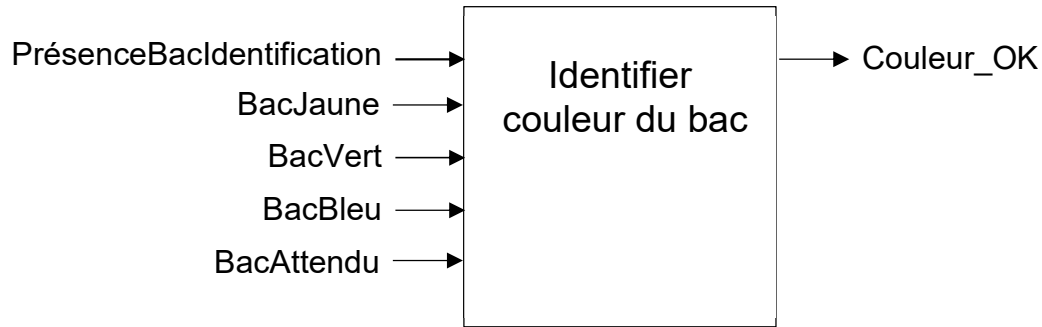 PrésenceBacIdentification
BacJaune
BacVert
BacBleu
BacAttendu
Identifier
couleur du bac
Couleur_OK